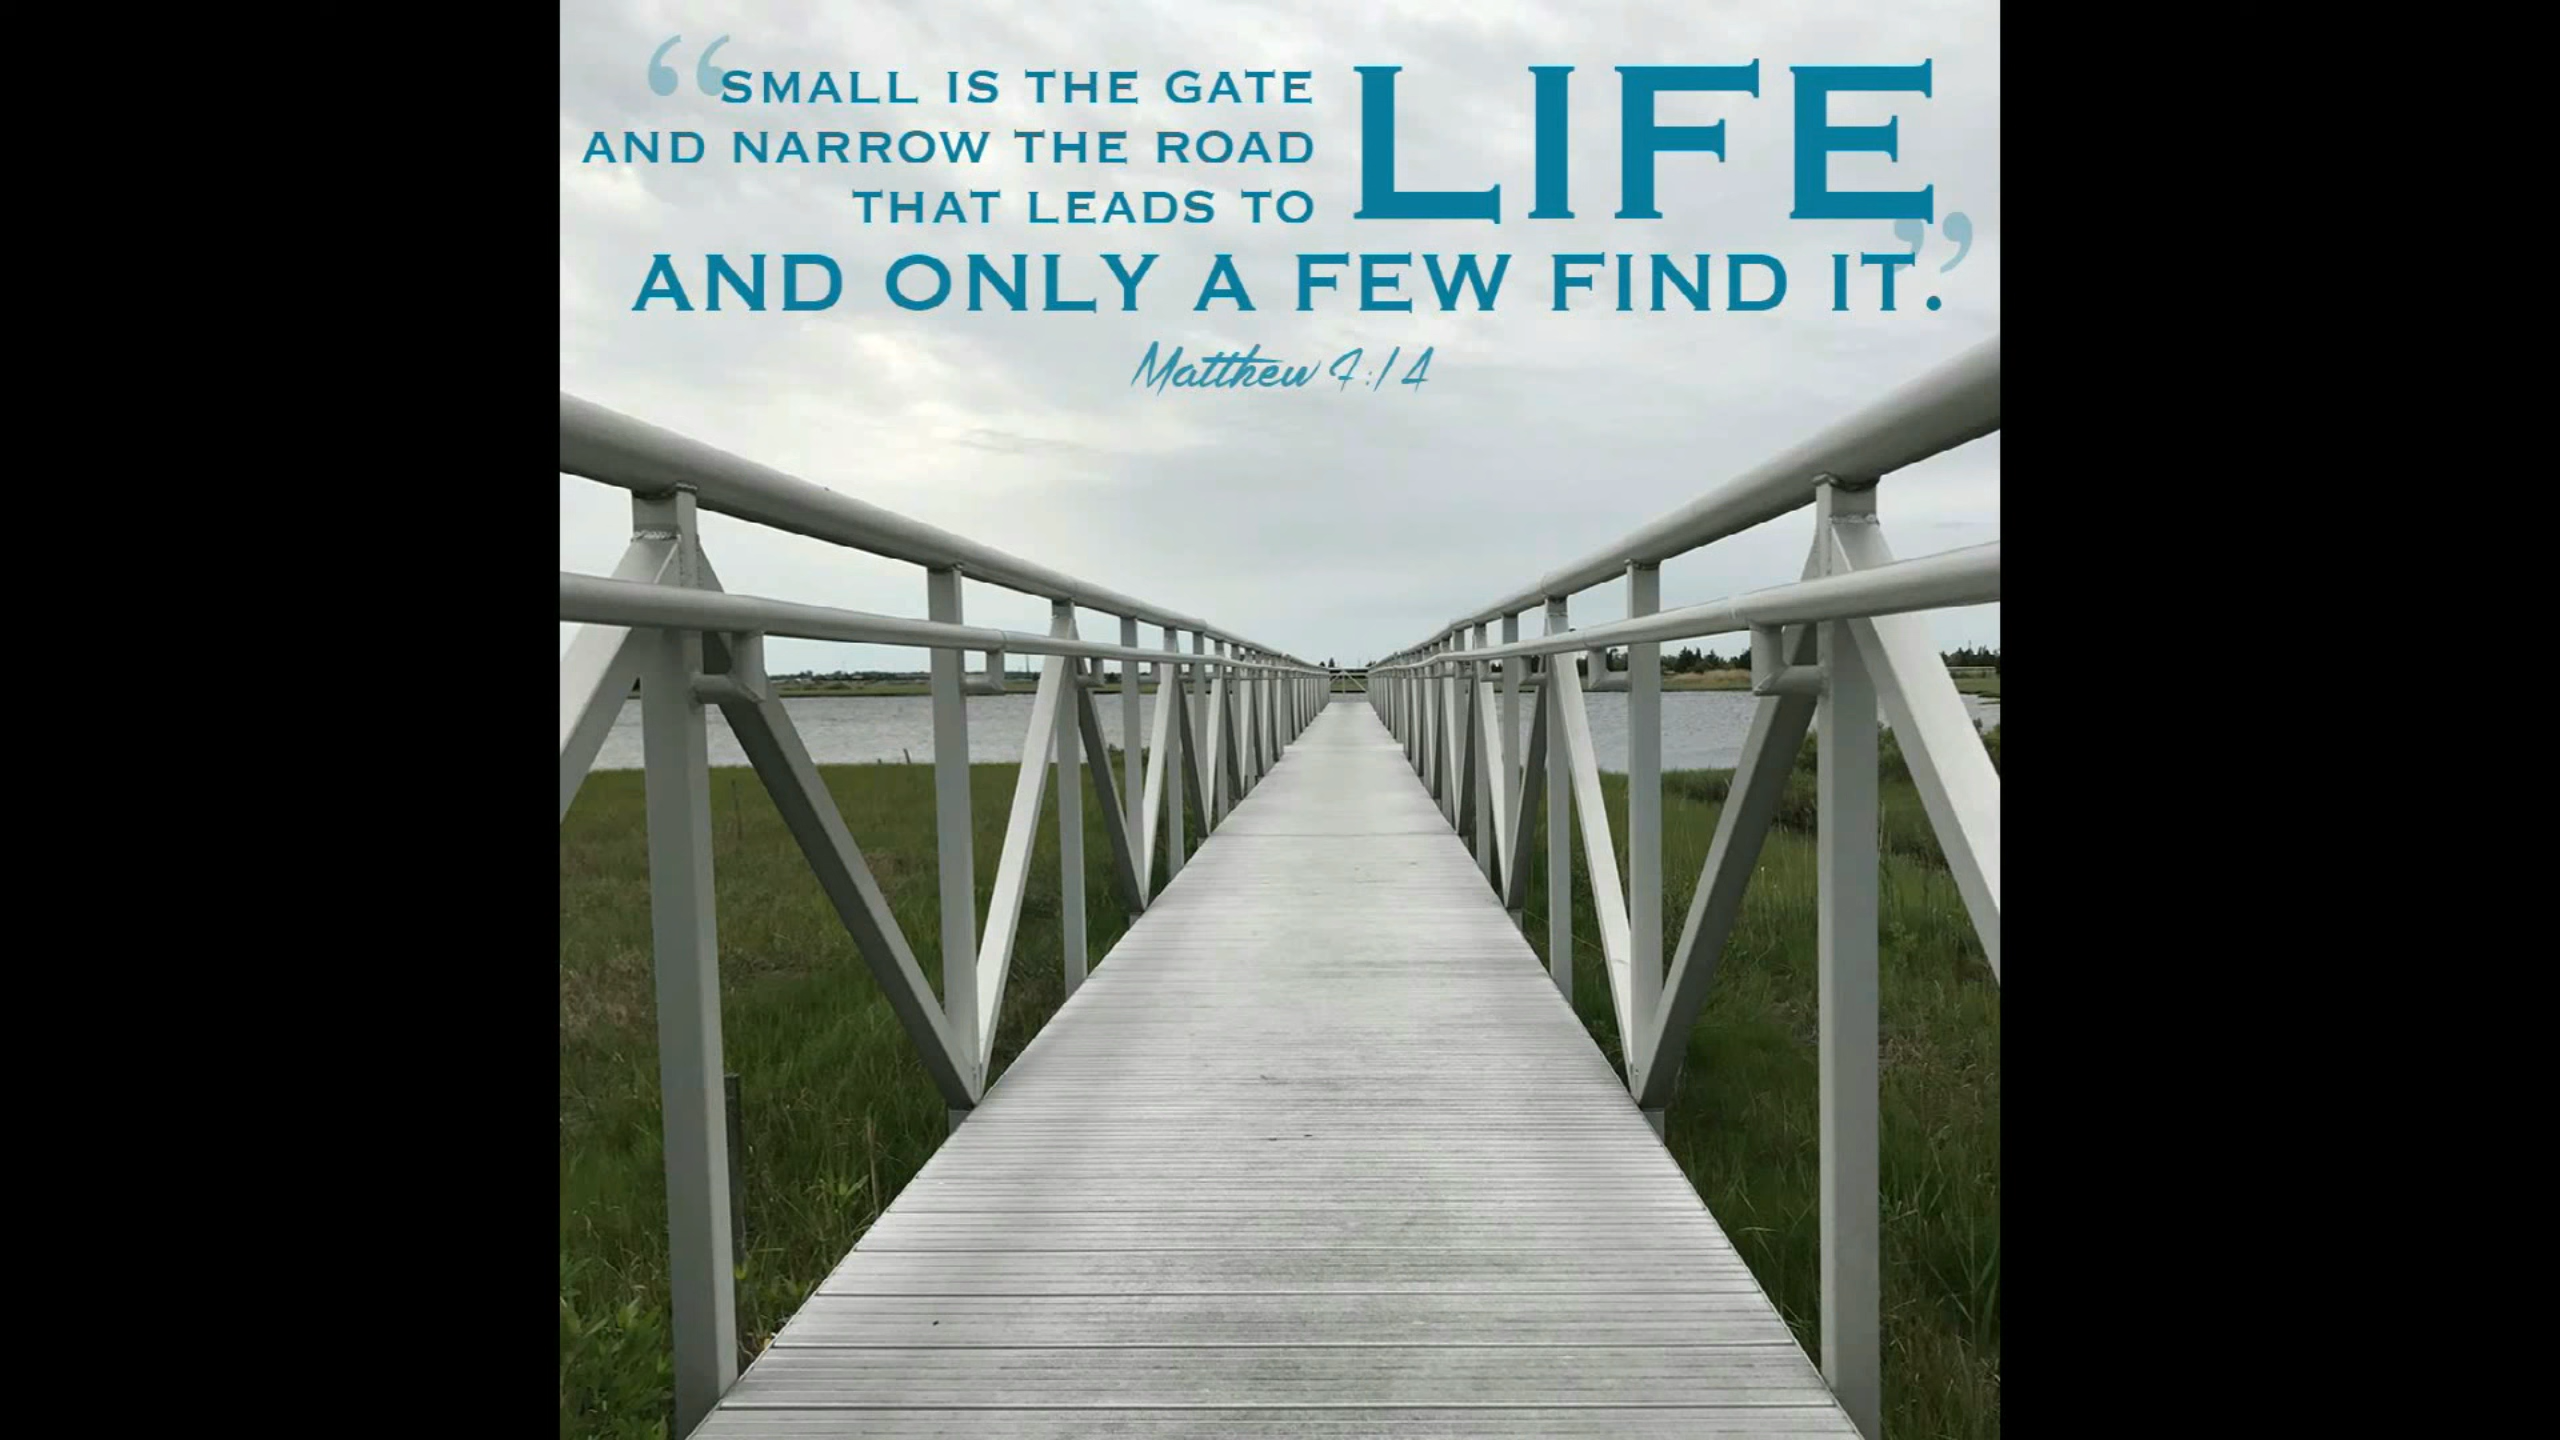 “SMALL IS THE GATE
AND NARROW THE ROAD
THAT LEADS TO LIFE
AND ONLY A FEW FIND IT.”
Matthew 7:14